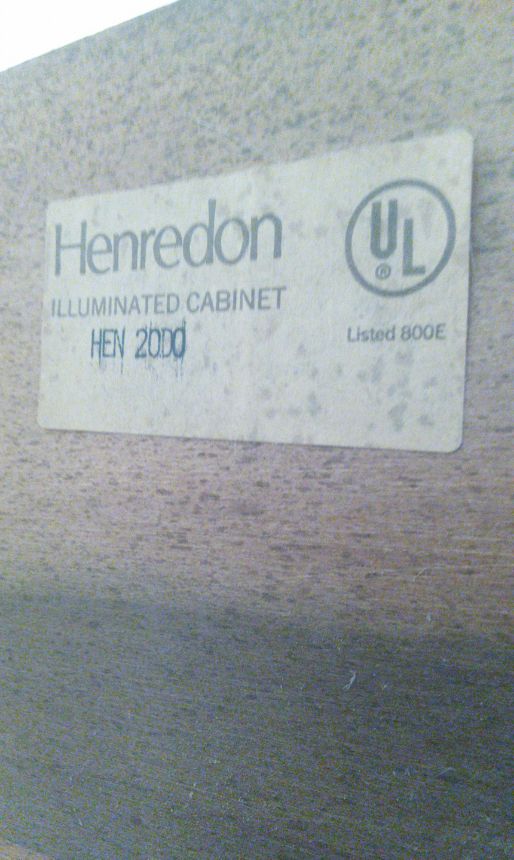 Henredon
UL
®
ILLUMINATED CABINET
HEN 2000
Listed 800E